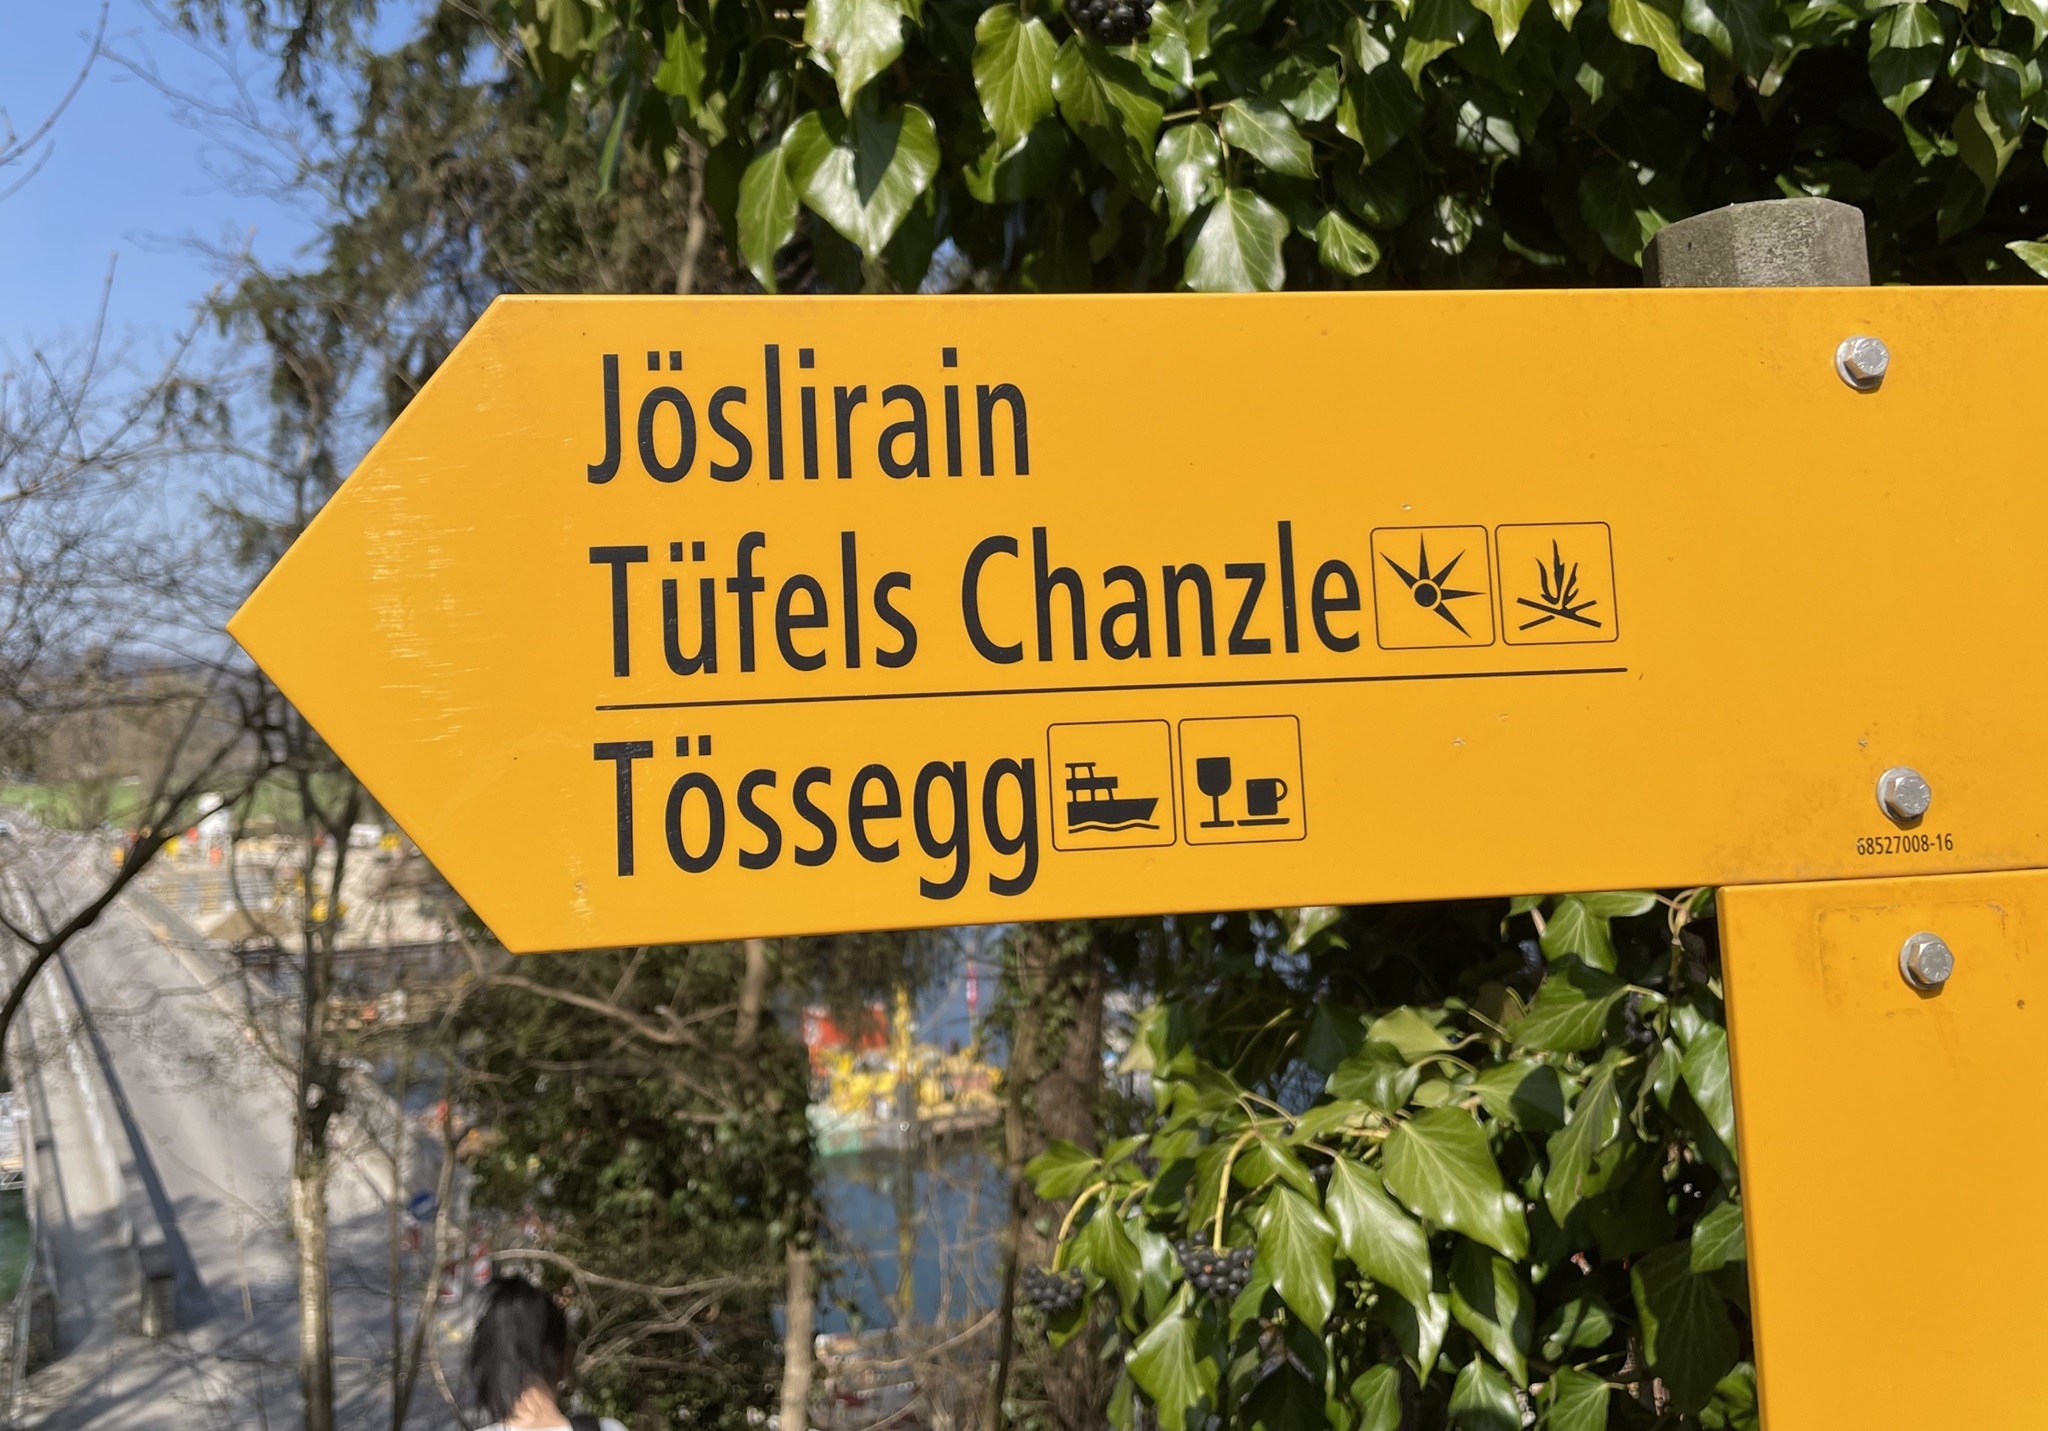 Jöslirain
Tüfels Chanzle
Tössegg
68527008-16